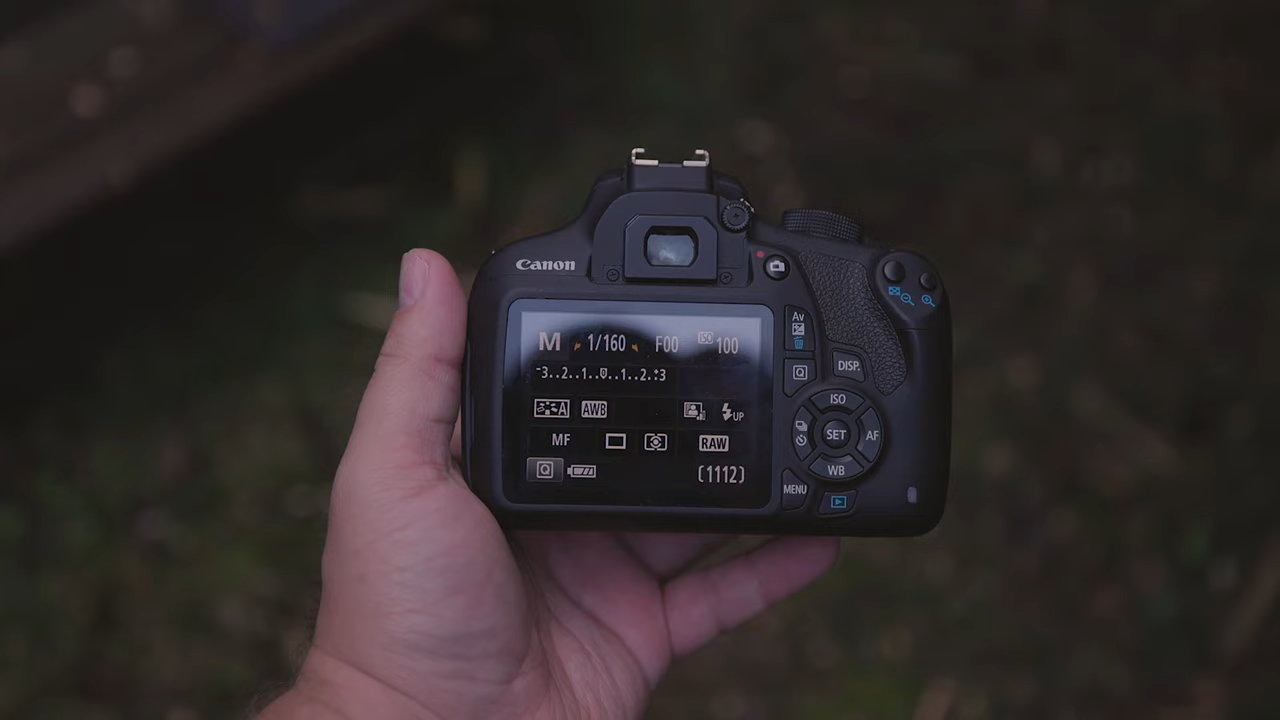 Canon
M 1/160 F00 ISO 100
-3..2..1..0..1..2.:+3
A AWB UP
MF RAW
Q (1112)
Av
Q DISP.
ISO
SET AF
WB
MENU